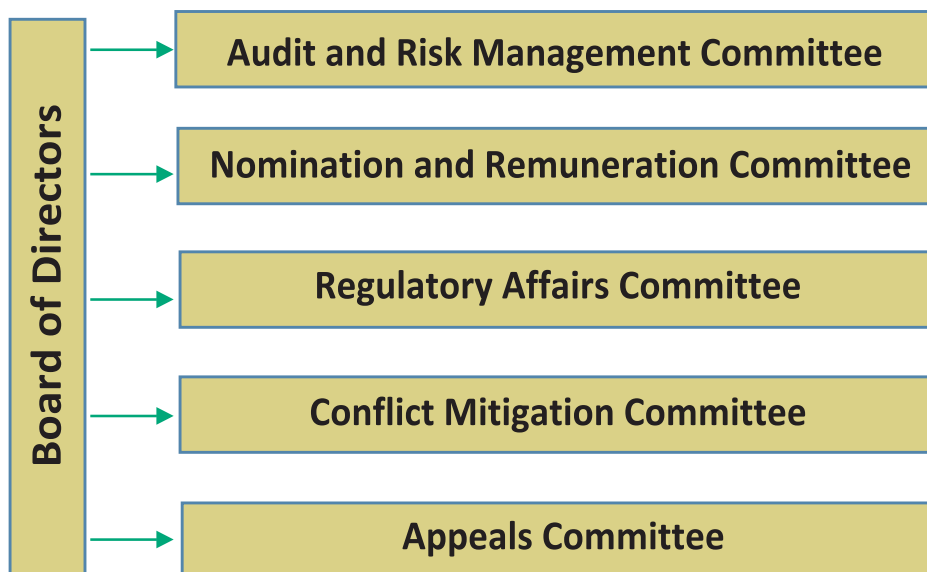 Board of Directors
Audit and Risk Management Committee
Nomination and Remuneration Committee
Regulatory Affairs Committee
Conflict Mitigation Committee
Appeals Committee